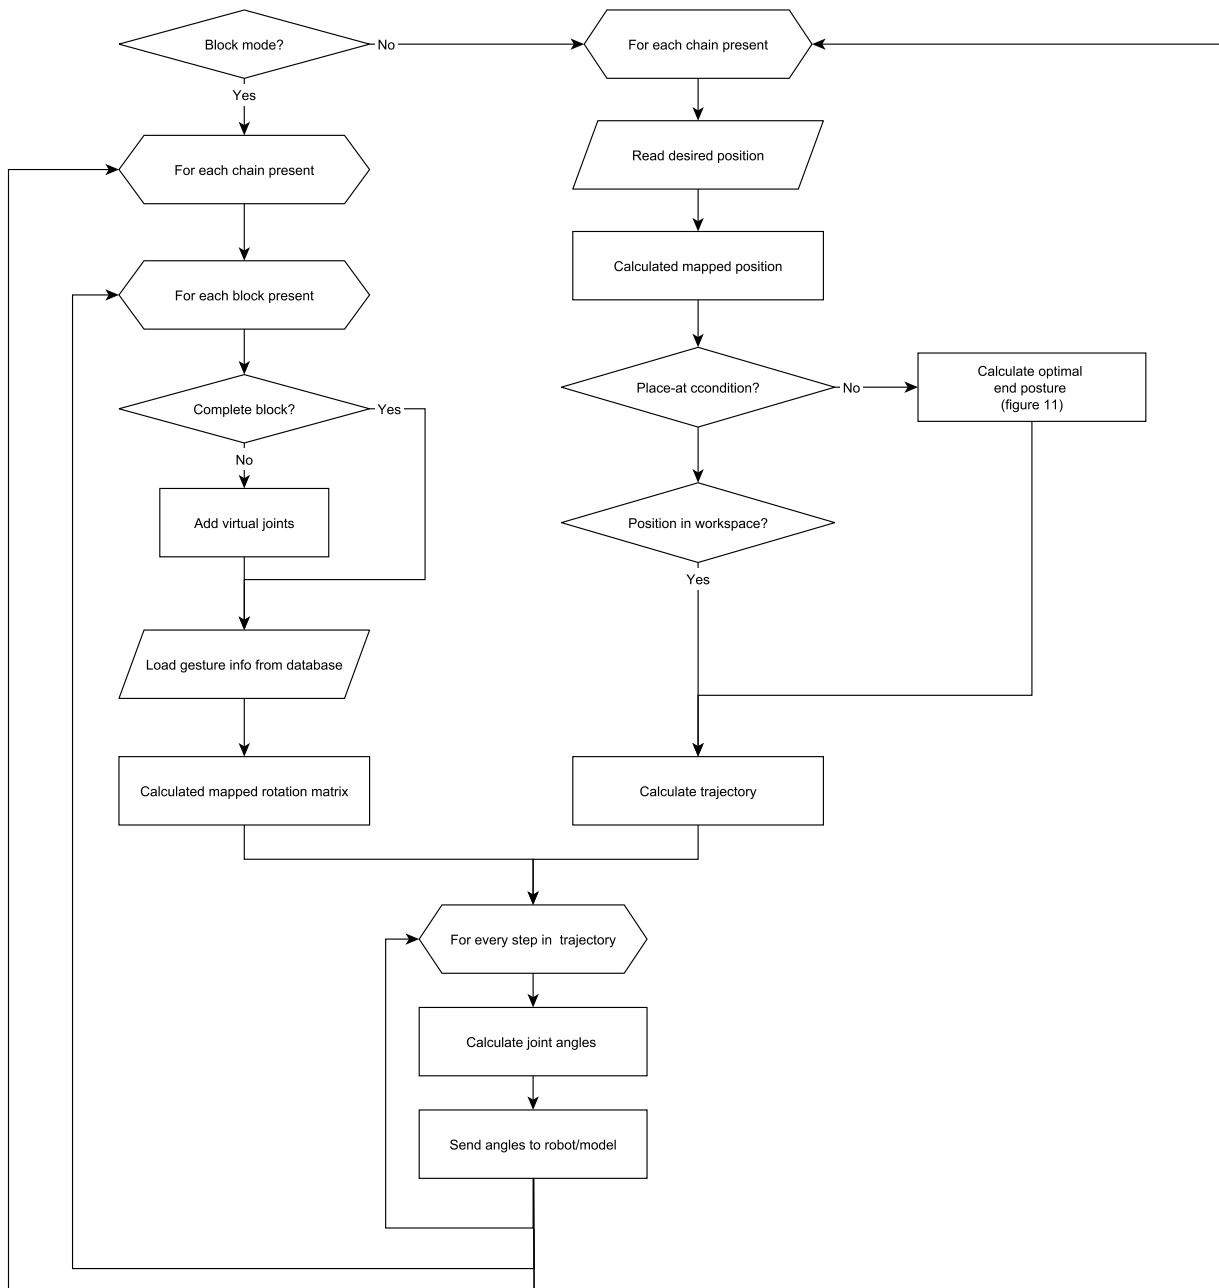 Block mode?
No
Yes
For each chain present
For each block present
Complete block?
Yes
No
Add virtual joints
Load gesture info from database
Calculated mapped rotation matrix
For each chain present
Read desired position
Calculated mapped position
Place-at ccondition?
No
Calculate optimal
end posture
(figure 11)
Position in workspace?
Yes
Calculate trajectory
For every step in  trajectory
Calculate joint angles
Send angles to robot/model